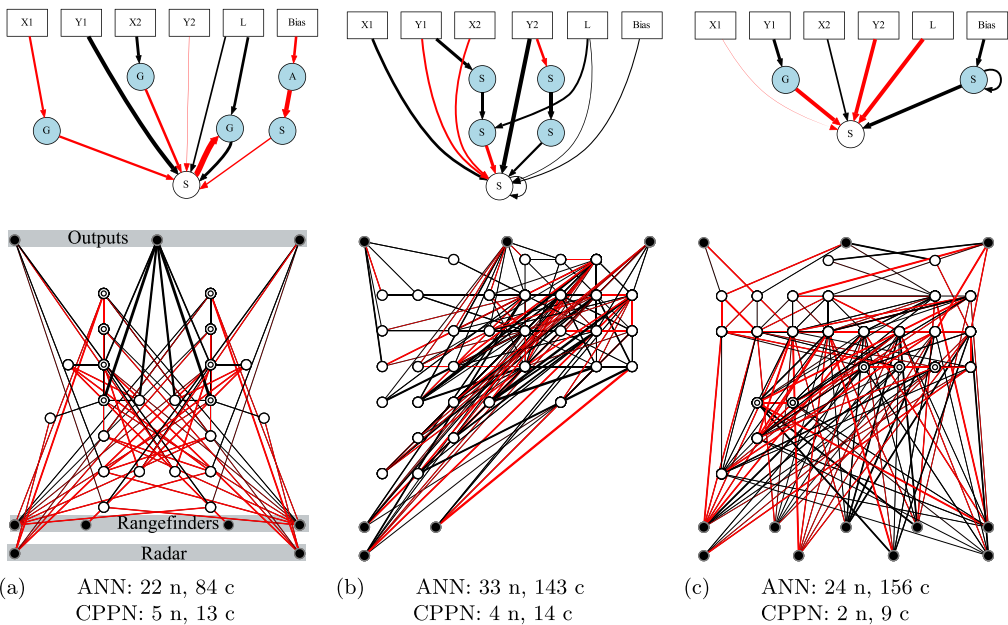 X1 Y1 X2 Y2 L Bias
G A
G G S
S
X1 Y1 X2 Y2 L Bias
S S
S S
S
X1 Y1 X2 Y2 L Bias
G S
S
Outputs
Rangefinders
Radar
(a) ANN: 22 n, 84 c
CPPN: 5 n, 13 c
(b) ANN: 33 n, 143 c
CPPN: 4 n, 14 c
(c) ANN: 24 n, 156 c
CPPN: 2 n, 9 c